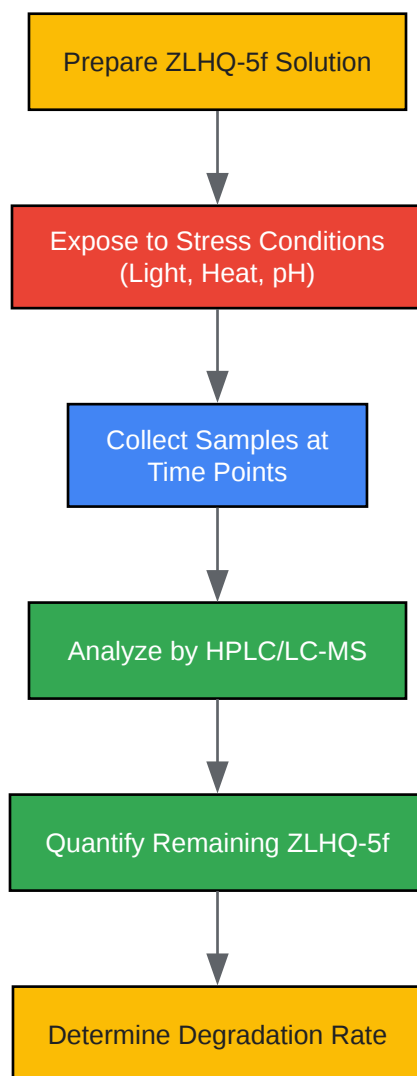 Prepare ZLHQ-5f Solution
Expose to Stress Conditions
(Light, Heat, pH)
Collect Samples at
Time Points
Analyze by HPLC/LC-MS
Quantify Remaining ZLHQ-5f
Determine Degradation Rate